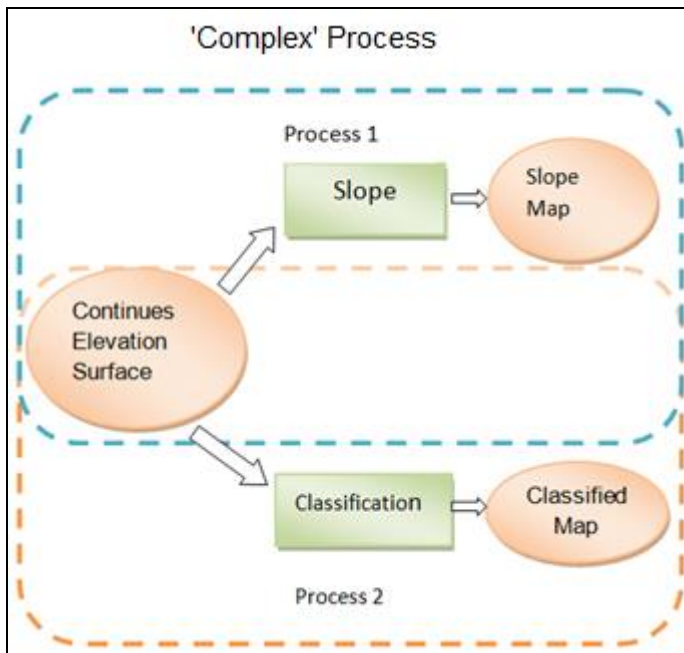 'Complex' Process
Process 1
Slope
Slope
Map
Continues
Elevation
Surface
Classification
Classified
Map
Process 2